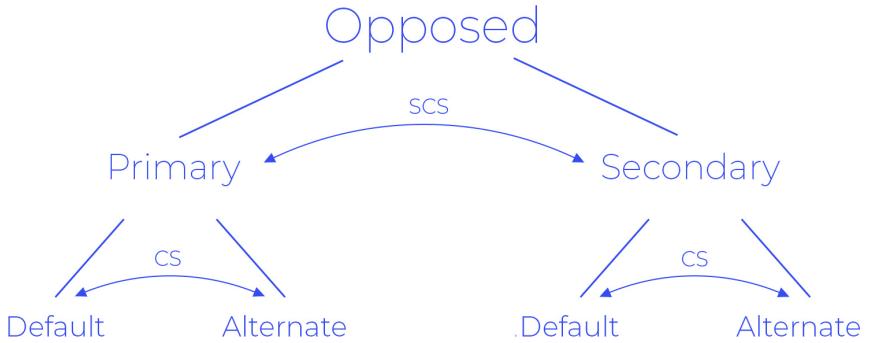 Opposed
SCS
Primary
Secondary
CS
CS
Default
Alternate
.Default
Alternate